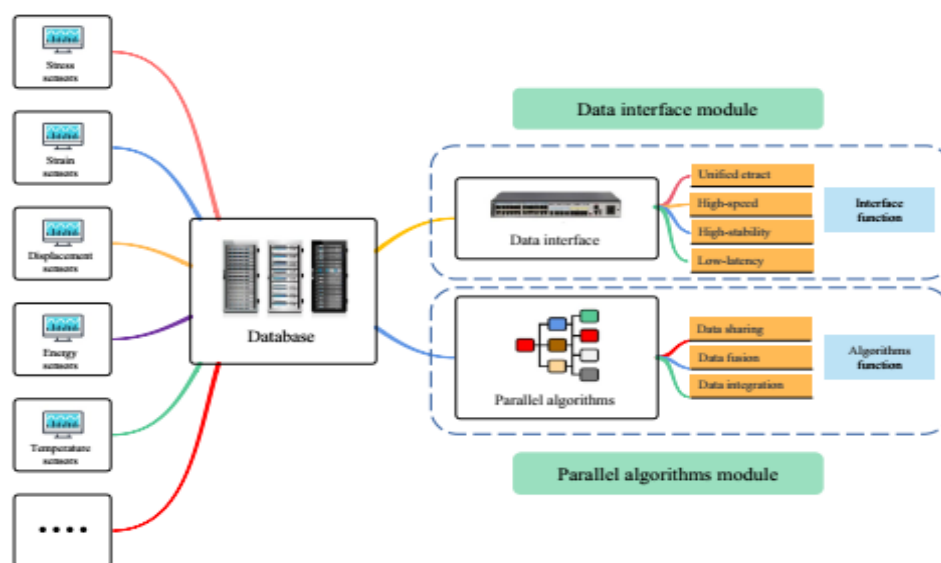 Stress
sensors
Strain
sensors
Displacement
sensors
Energy
sensors
Temperature
sensors
Database
Data interface module
Data interface
Unified etract
High-speed
High-stability
Low-latency
Interface
function
Parallel algorithms
Data sharing
Data fusion
Data integration
Algorithms
function
Parallel algorithms module